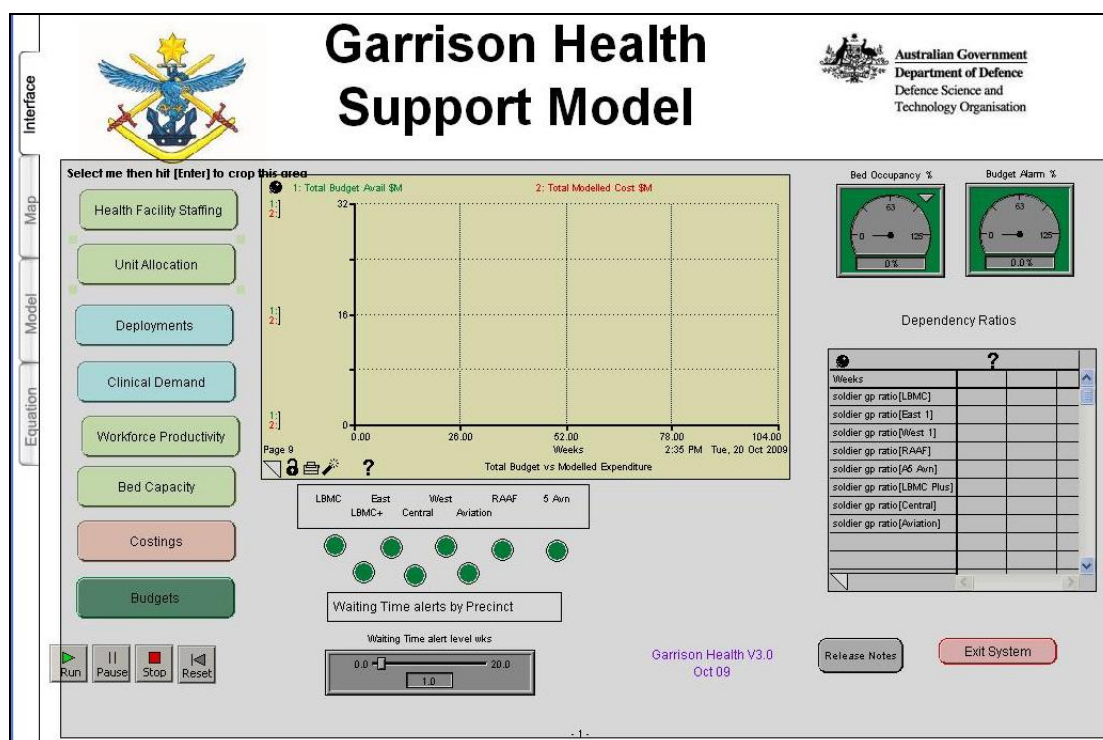 Garrison Health
Support Model
Australian Government
Department of Defence
Defence Science and
Technology Organisation
Interface
Map
Model
Equation
Select me then hit [Enter] to crop this area
Health Facility Staffing
Unit Allocation
Deployments
Clinical Demand
Workforce Productivity
Bed Capacity
Costings
Budgets
Run
Pause
Stop
Reset
1: Total Budget Avail $M
2: Total Modelled Cost $M
1:]
2:]
32
1:]
2:]
16
1:]
2:]
0
0.00 26.00 52.00 78.00 104.00
Page 9 Weeks 2:35 PM Tue, 20 Oct 2009
? Total Budget vs Modelled Expenditure
LBMC East West RAAF 5 Avn
LBMC+ Central Aviation
Waiting Time alerts by Precinct
Waiting Time alert level wks
0.0 20.0
1.0
Bed Occupancy %
63
0 125
0%
Budget Alarm %
63
0 125
0.0%
Dependency Ratios
?
Weeks
soldier gp ratio[LBMC]
soldier gp ratio[East 1]
soldier gp ratio[West 1]
soldier gp ratio[RAAF]
soldier gp ratio[A5 Avn]
soldier gp ratio[LBMC Plus]
soldier gp ratio[Central]
soldier gp ratio[Aviation]
Garrison Health V3.0
Oct 09
Release Notes
Exit System
- 1 -